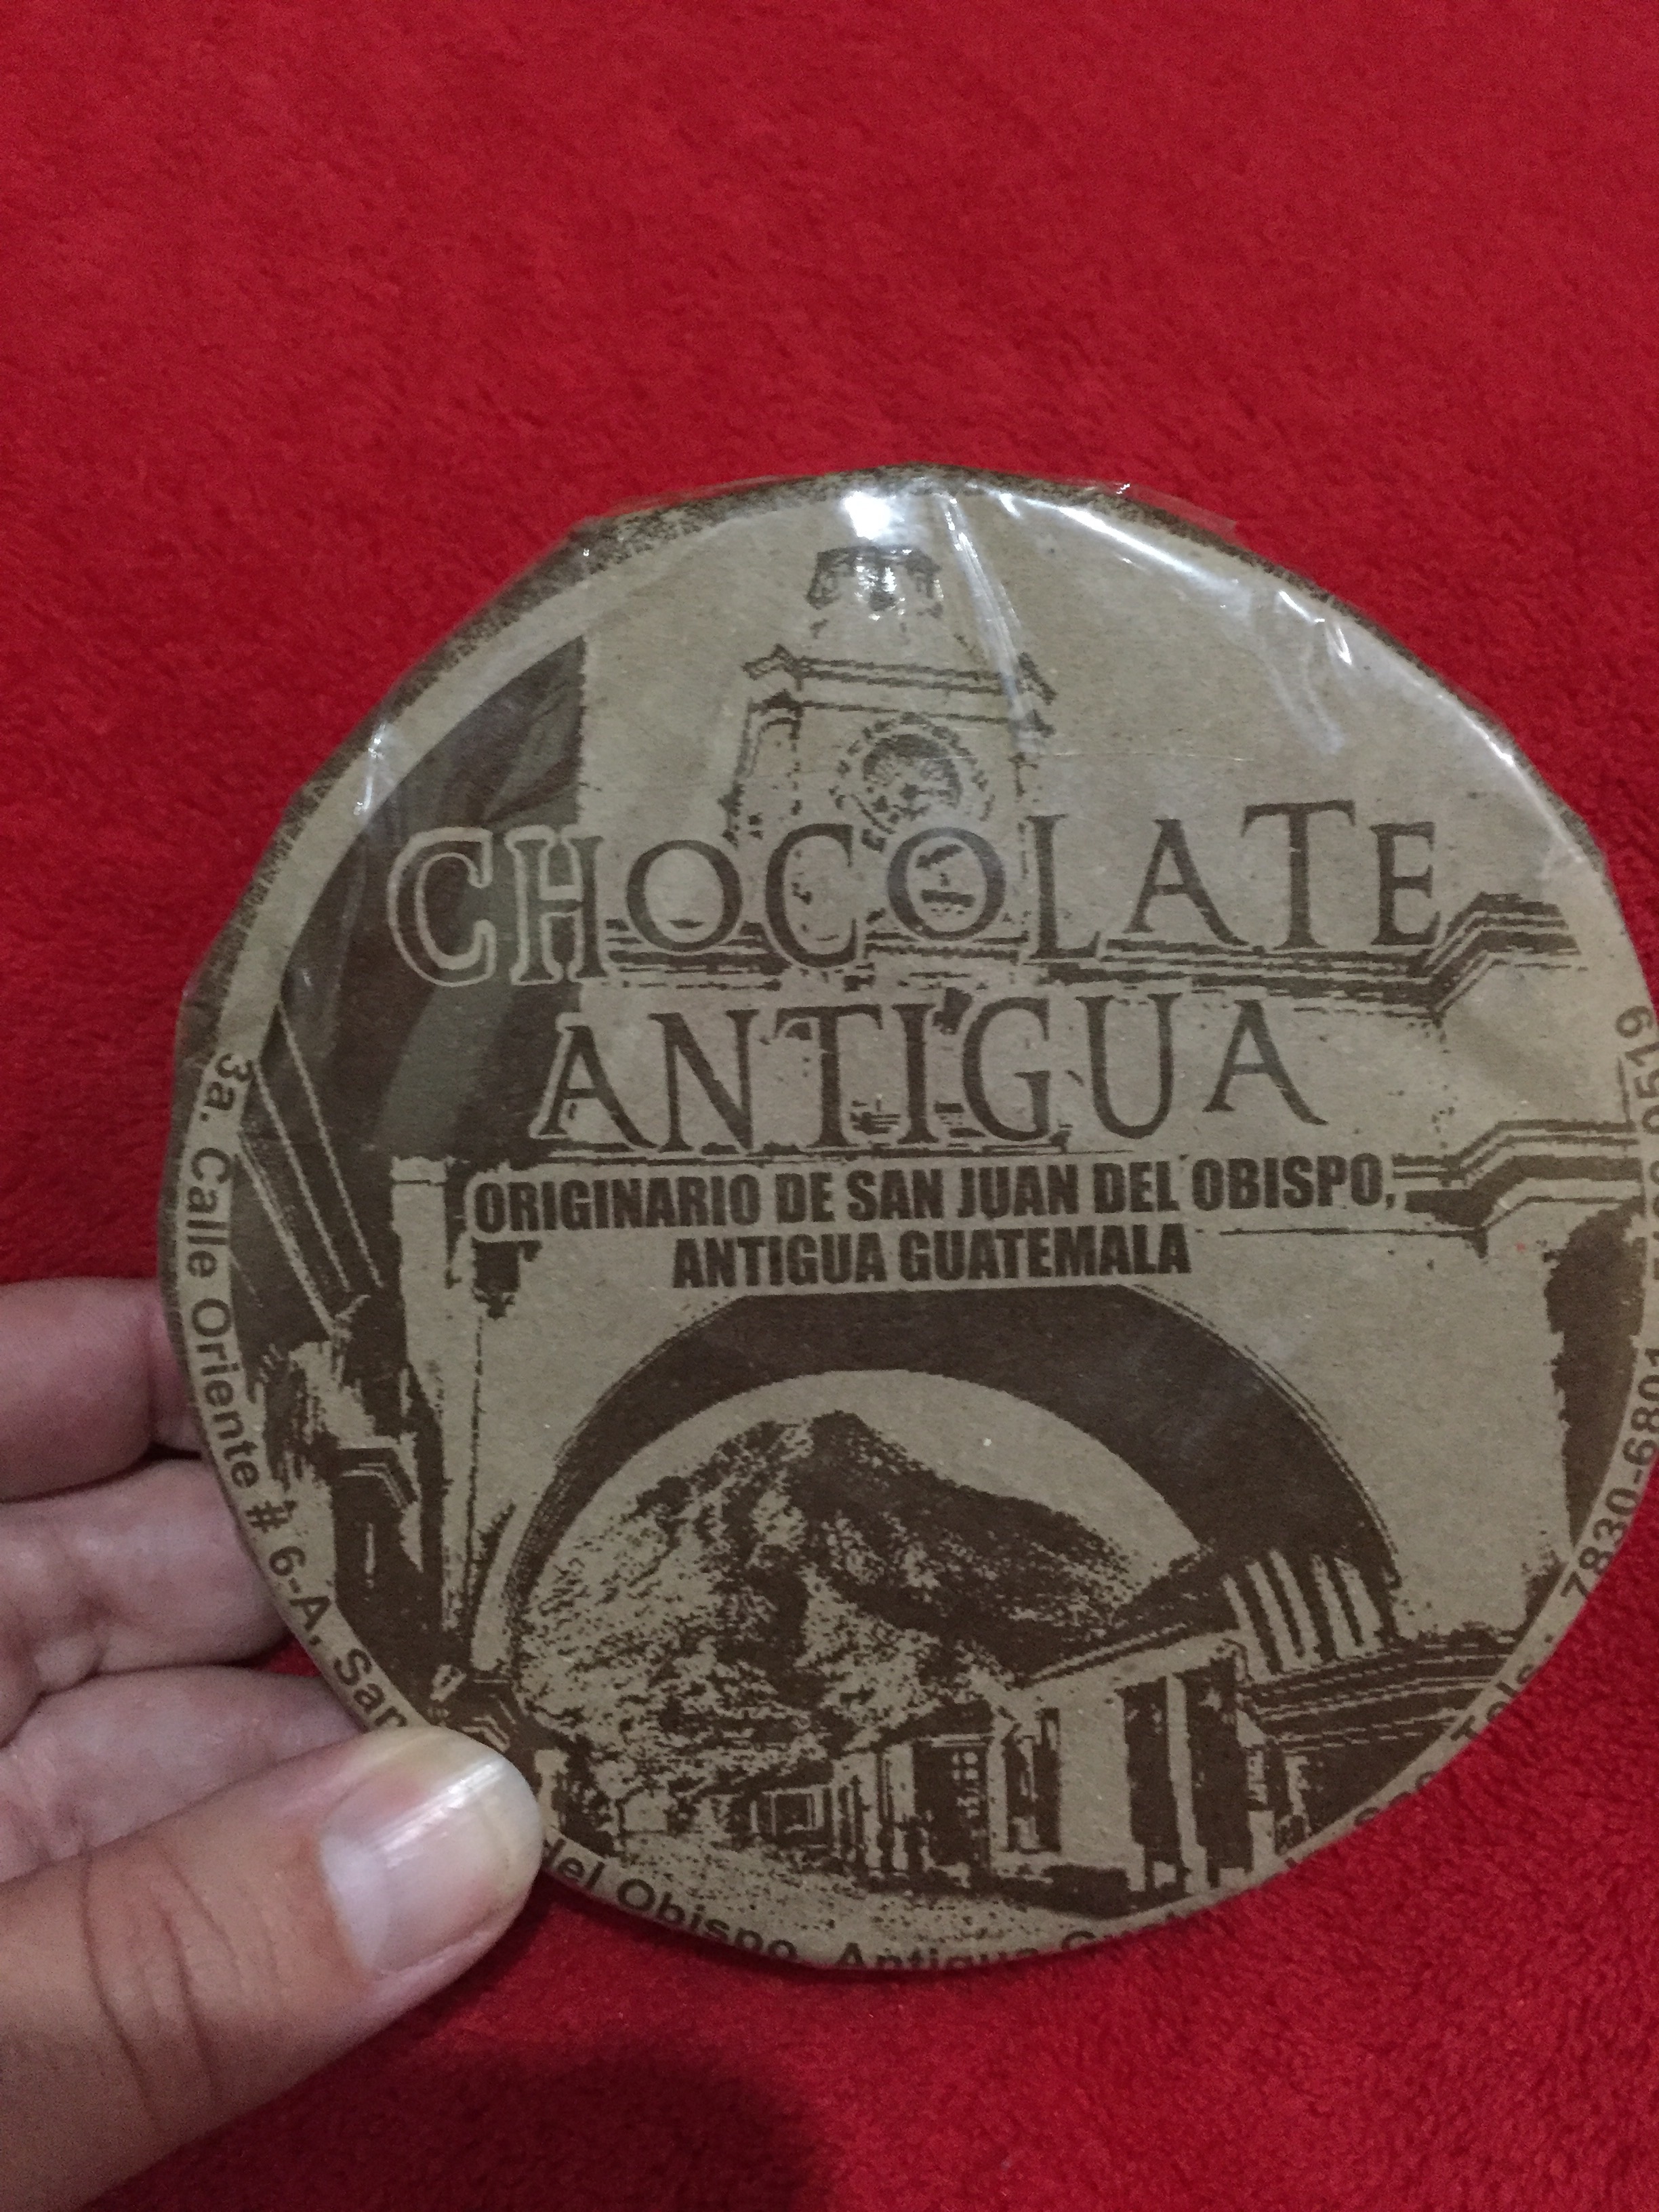 CHOCOLATE
ANTIGUA
ORIGINARIO DE SAN JUAN DEL OBISPO,
ANTIGUA GUATEMALA
3a. Calle Oriente # 6-A, San del Obispo, Antigua Tels. 7830-6801 0519